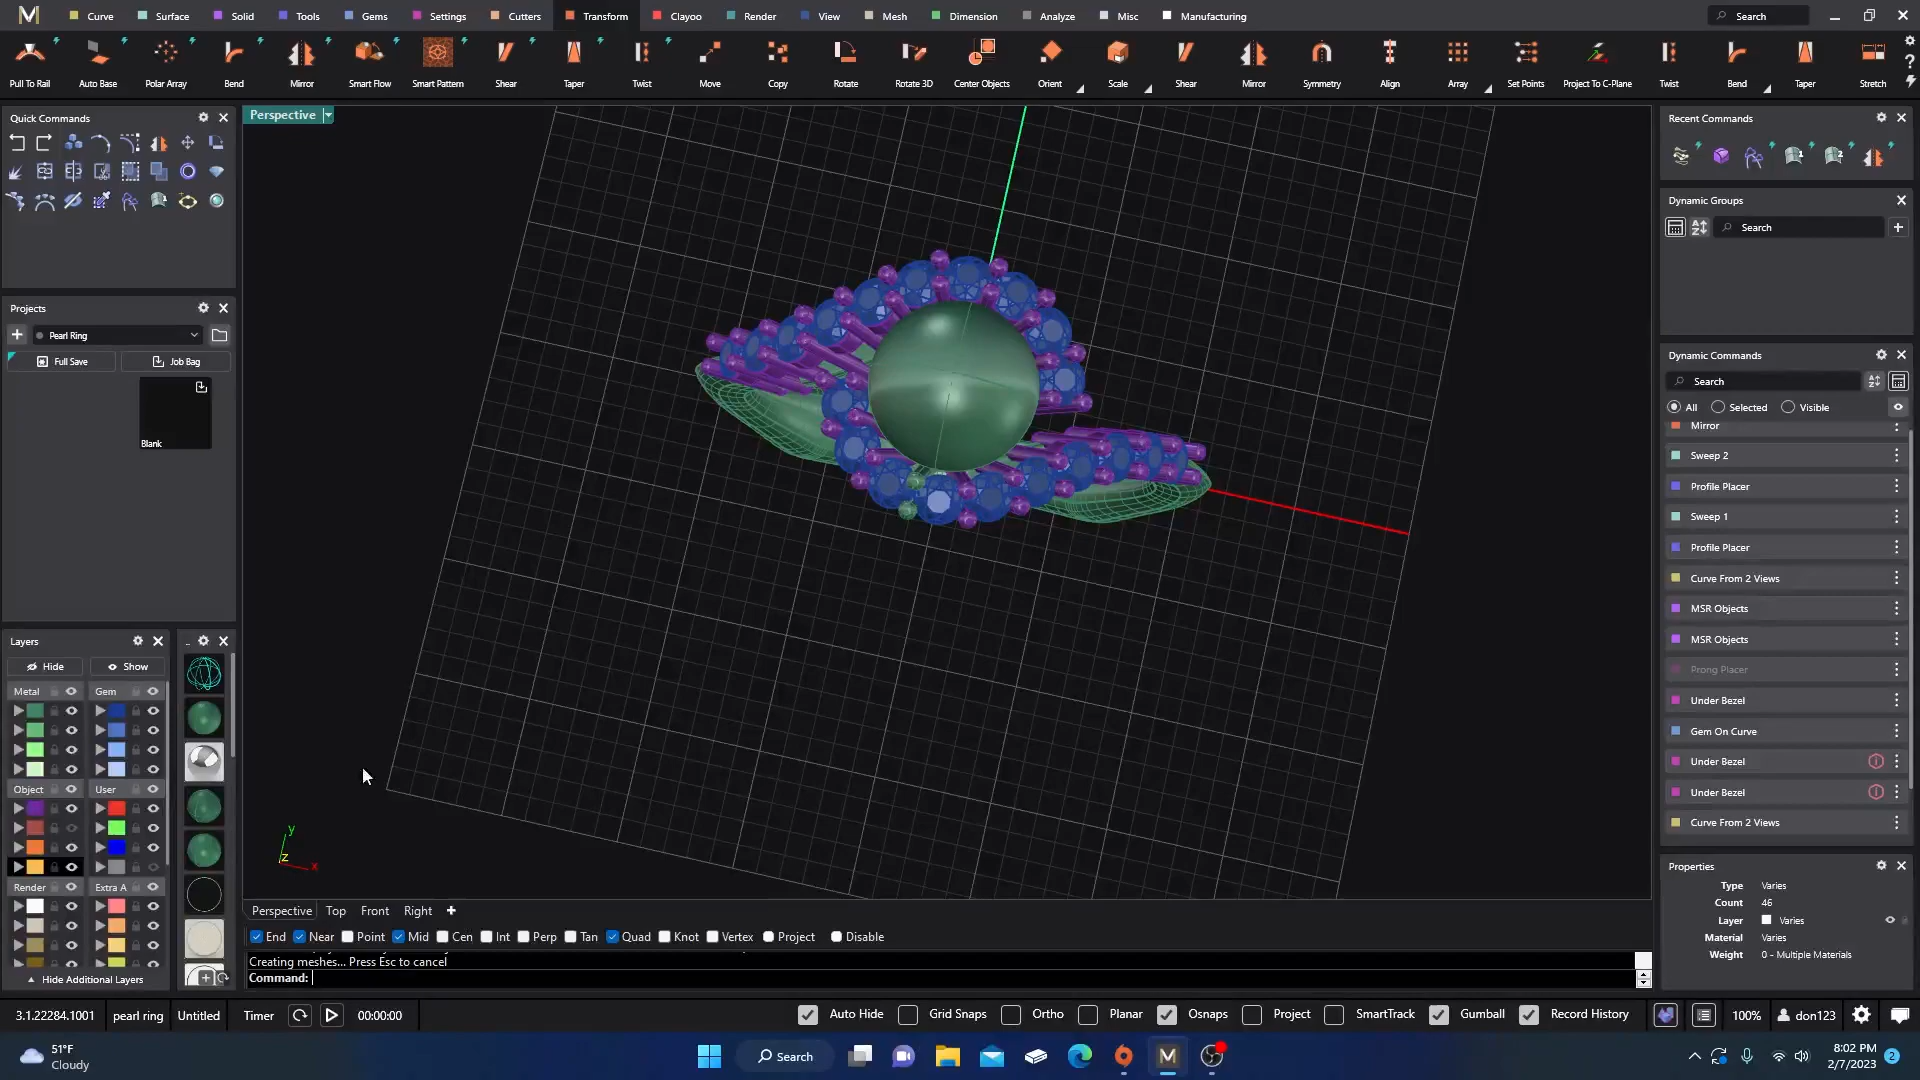 Curve Surface Solid Tools Gems Settings Cutters Transform Clayoo Render View Mesh Dimension Analyze Misc Manufacturing Search
Pull To Rail Auto Base Polar Array Bend Mirror Smart Flow Smart Pattern Shear Taper Twist Move Copy Rotate Rotate 3D Center Objects Orient Scale Shear Mirror Symmetry Align Array Set Points Project To C-Plane Twist Bend Taper Stretch
Quick Commands
Projects
Pearl Ring
Full Save Job Bag
Blank
Layers
Hide Show
Metal Gem
Object User
Render Extra A
Hide Additional Layers
Perspective
y
z x
Perspective Top Front Right
End Near Point Mid Cen Int Perp Tan Quad Knot Vertex Project Disable
Creating meshes... Press Esc to cancel
Command:
Recent Commands
Dynamic Groups
Search
Dynamic Commands
Search
All Selected Visible
Mirror
Sweep 2
Profile Placer
Sweep 1
Profile Placer
Curve From 2 Views
MSR Objects
MSR Objects
Prong Placer
Under Bezel
Gem On Curve
Under Bezel
Under Bezel
Curve From 2 Views
Properties
Type Varies
Count 46
Layer Varies
Material Varies
Weight 0 - Multiple Materials
3.1.22284.1001 pearl ring Untitled Timer 00:00:00 Auto Hide Grid Snaps Ortho Planar Osnaps Project SmartTrack Gumball Record History 100% don123
51°F
Cloudy
Search
8:02 PM
2/7/2023
2